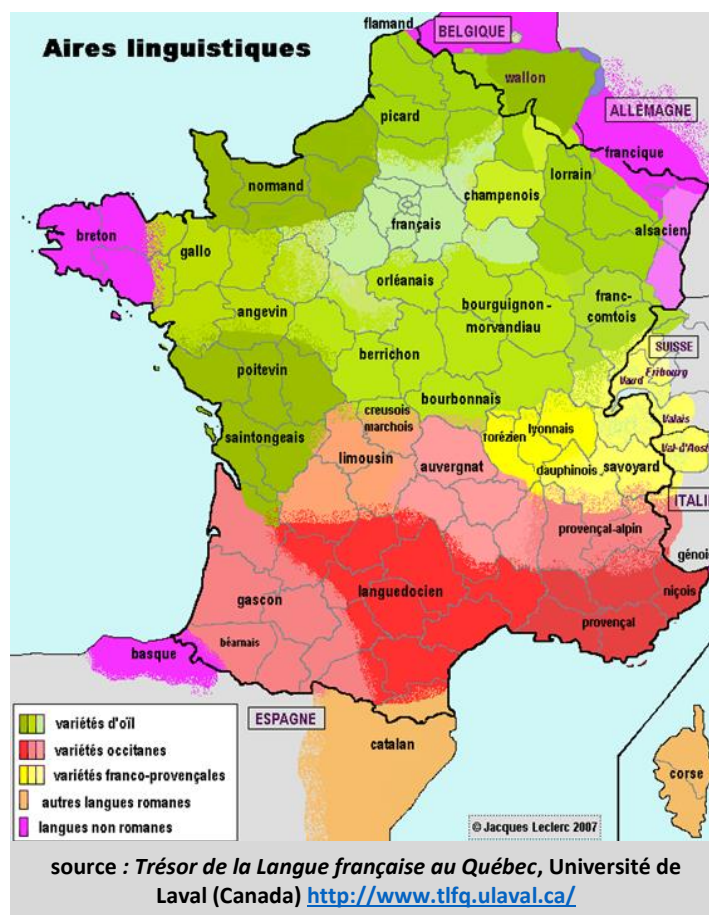 Aires linguistiques
flamand
BELGIQUE
wallon
ALLEMAGNE
picard
francique
lorrain
normand
champenois
français
breton
gallo
alsacien
orléanais
franc-
comtois
angevin
bourguignon -
morvandiau
berrichon
SUISSE
poitevin
Vaud
Fribourg
bourbonnais
creusois
marchois
Valais
saintongeais
lyonnais
forézien
limousin
auvergnat
dauphinois
savoyard
Val-d'Aoste
ITALI
provençal-alpin
génois
gascon
languedocien
niçois
provençal
béarnais
basque
ESPAGNE
catalan
corse
variétés d'oïl
variétés occitanes
variétés franco-provençales
autres langues romanes
langues non romanes
© Jacques Leclerc 2007
source : Trésor de la Langue française au Québec, Université de
Laval (Canada) http://www.tlfq.ulaval.ca/